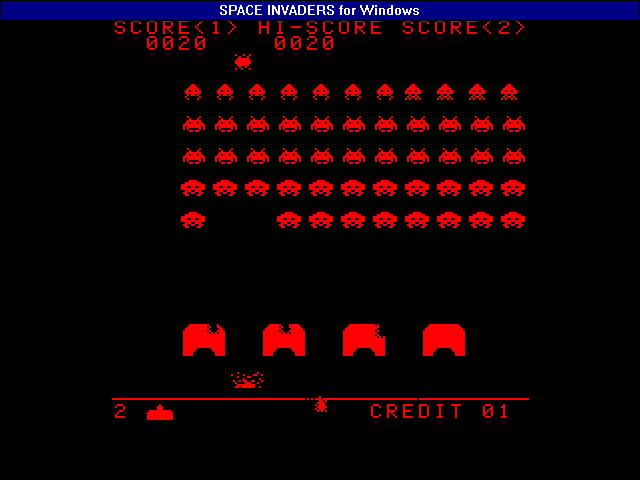 SPACE INVADERS for Windows
SCORE<1> HI-SCORE SCORE<2>
0020 0020
2 CREDIT 01